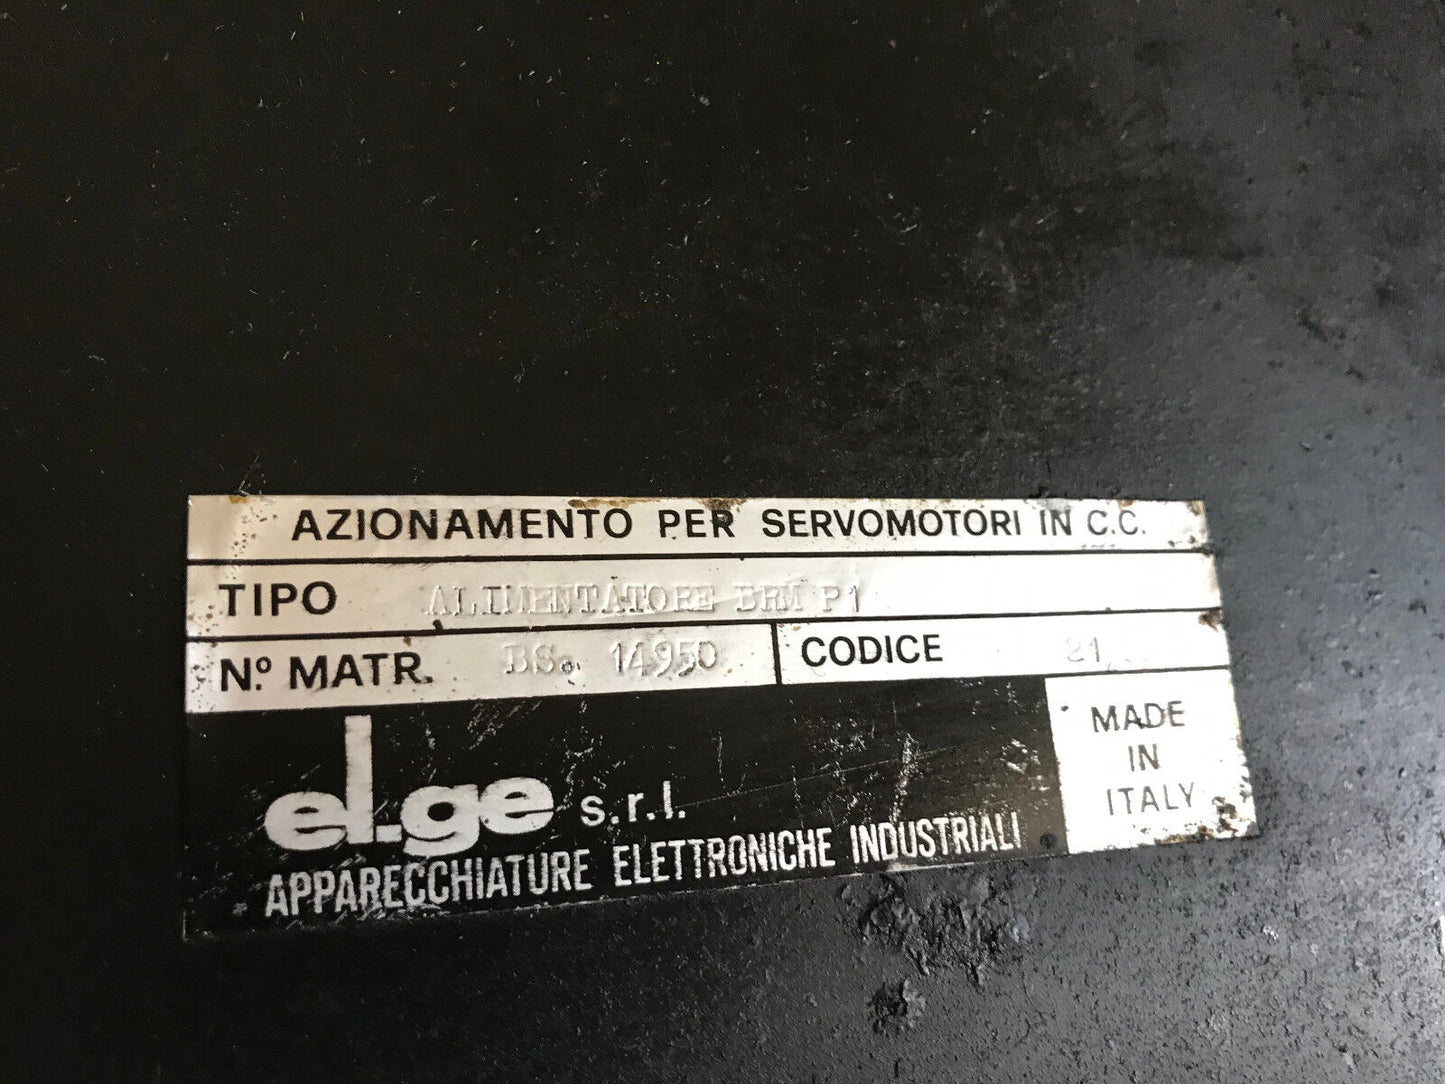 AZIONAMENTO PER SERVOMOTORI IN C.C.
TIPO ALIMENTATORE BRM P1
N.º MATR. BS. 14950 CODICE 21
el.ge s.r.l.
APPARECCHIATURE ELETTRONICHE INDUSTRIALI
MADE
IN
ITALY